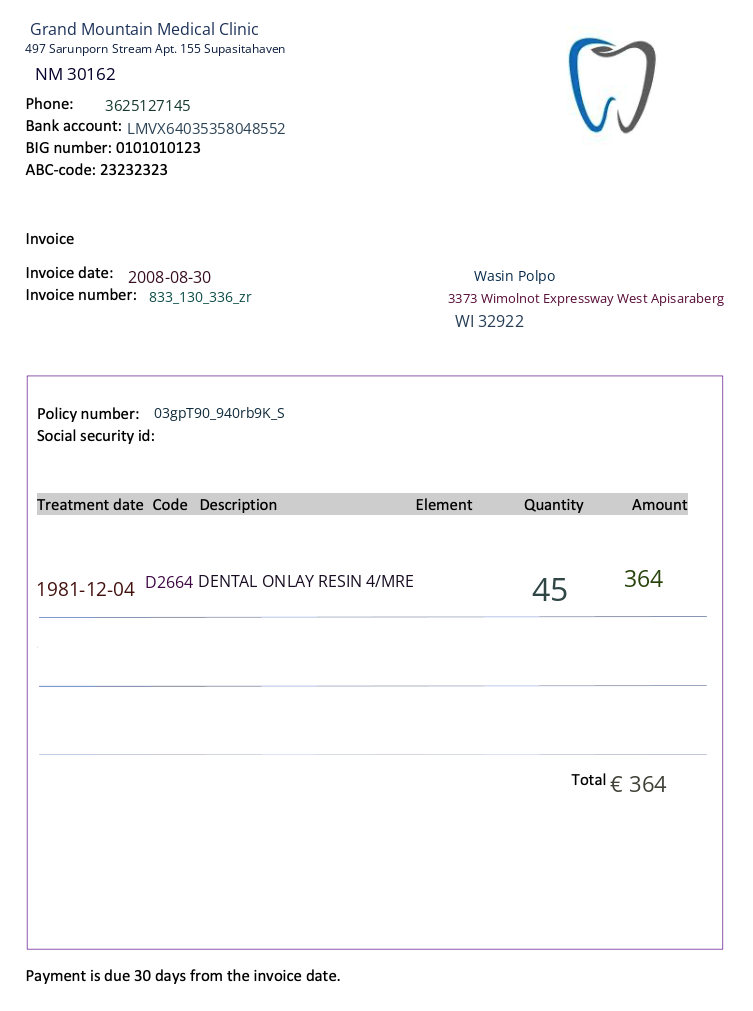 Grand Mountain Medical Clinic
497 Sarunporn Stream Apt. 155 Supasitahaven
NM 30162
Phone: 3625127145
Bank account: LMVX64035358048552
BIG number: 0101010123
ABC-code: 23232323
Invoice
Invoice date: 2008-08-30
Invoice number: 833_130_336_zr
Wasin Polpo
3373 Wimolnot Expressway West Apisaraberg
WI 32922
Policy number: 03gpT90_940rb9K_S
Social security id:
Treatment date Code Description Element Quantity Amount
1981-12-04 D2664 DENTAL ONLAY RESIN 4/MRE 45 364
Total € 364
Payment is due 30 days from the invoice date.